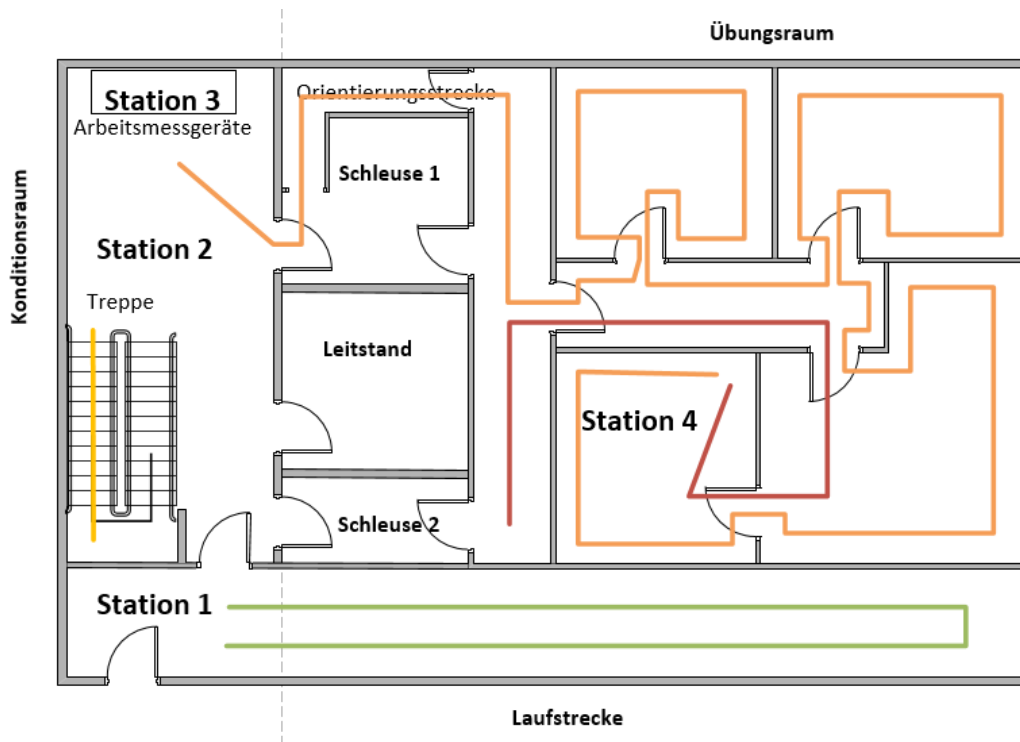 Übungsraum
Station 3
Orientierungsstrecke
Arbeitsmessgeräte
Schleuse 1
Konditionsraum
Station 2
Treppe
Leitstand
Station 4
Schleuse 2
Station 1
Laufstrecke